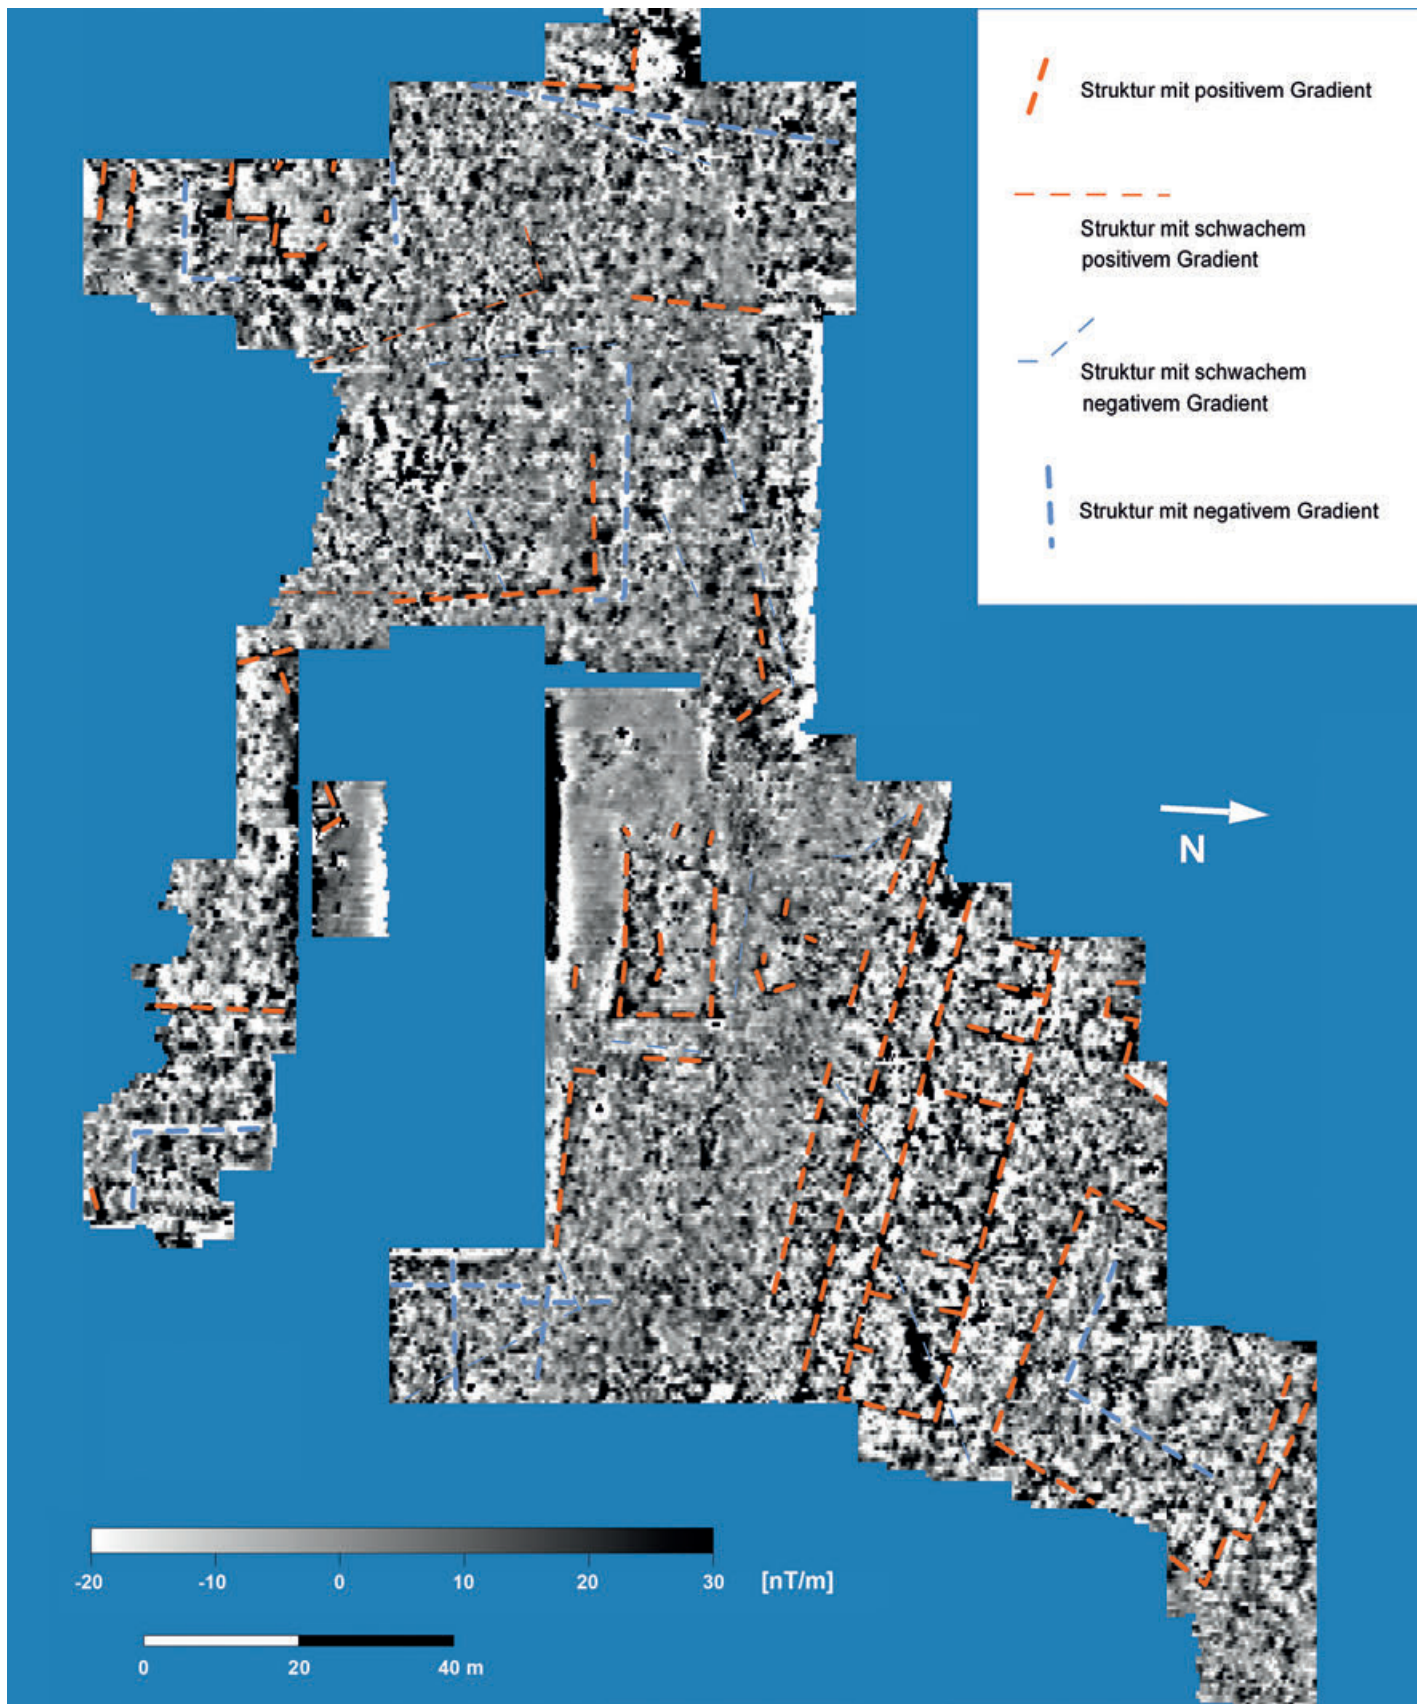 Struktur mit positivem Gradient
Struktur mit schwachem
positivem Gradient
Struktur mit schwachem
negativem Gradient
Struktur mit negativem Gradient
N
-20 -10 0 10 20 30 [nT/m]
0 20 40 m